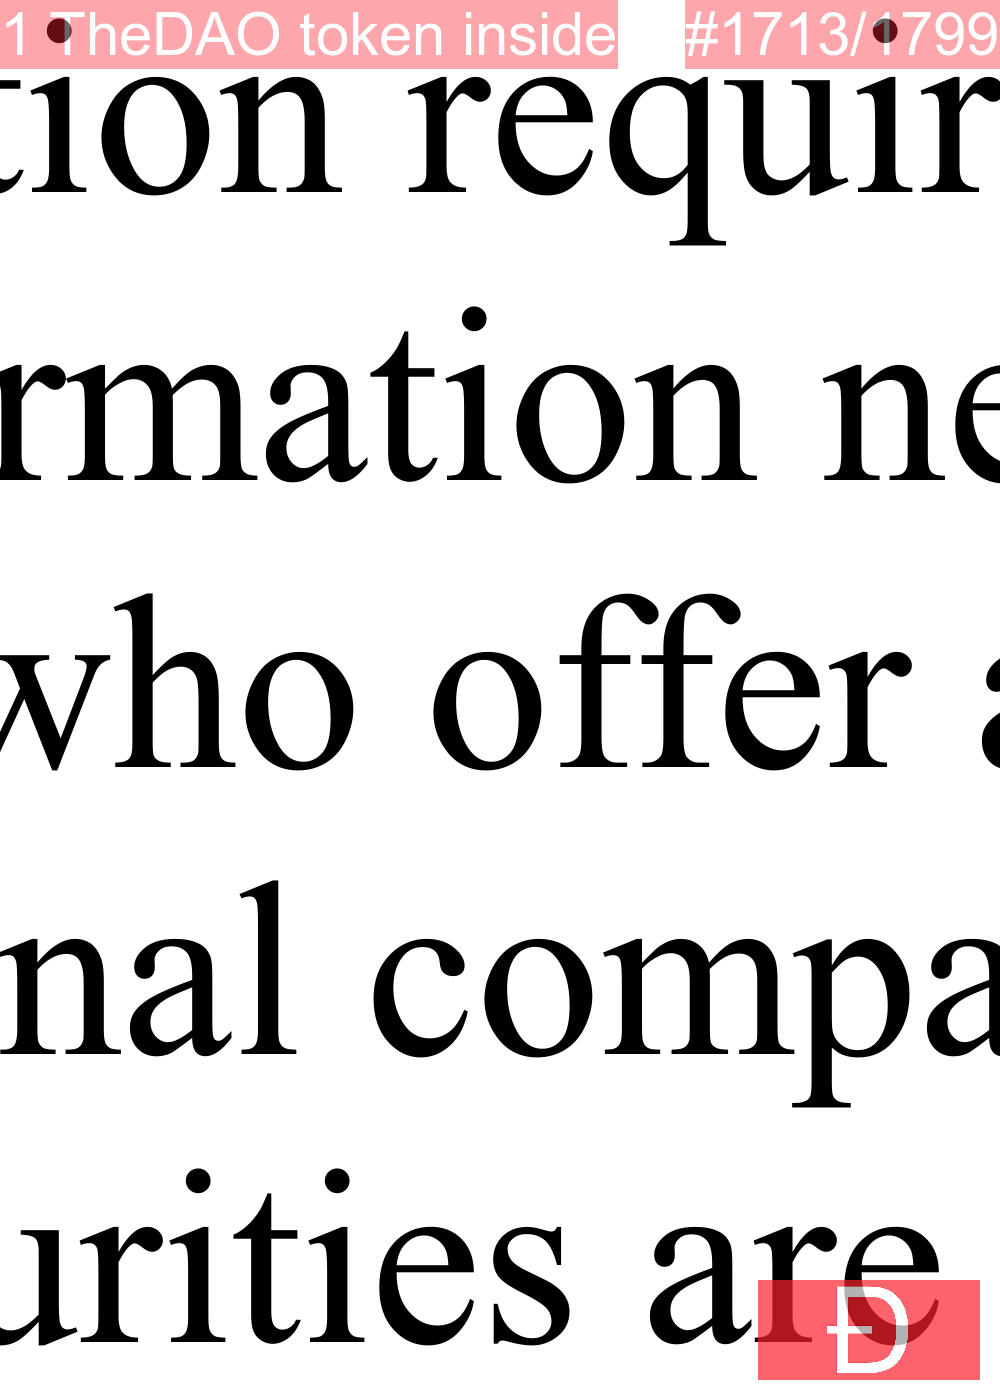 1 TheDAO token inside #1713/1799
tion requir
rmation ne
who offer a
nal compa
urities are
Đ